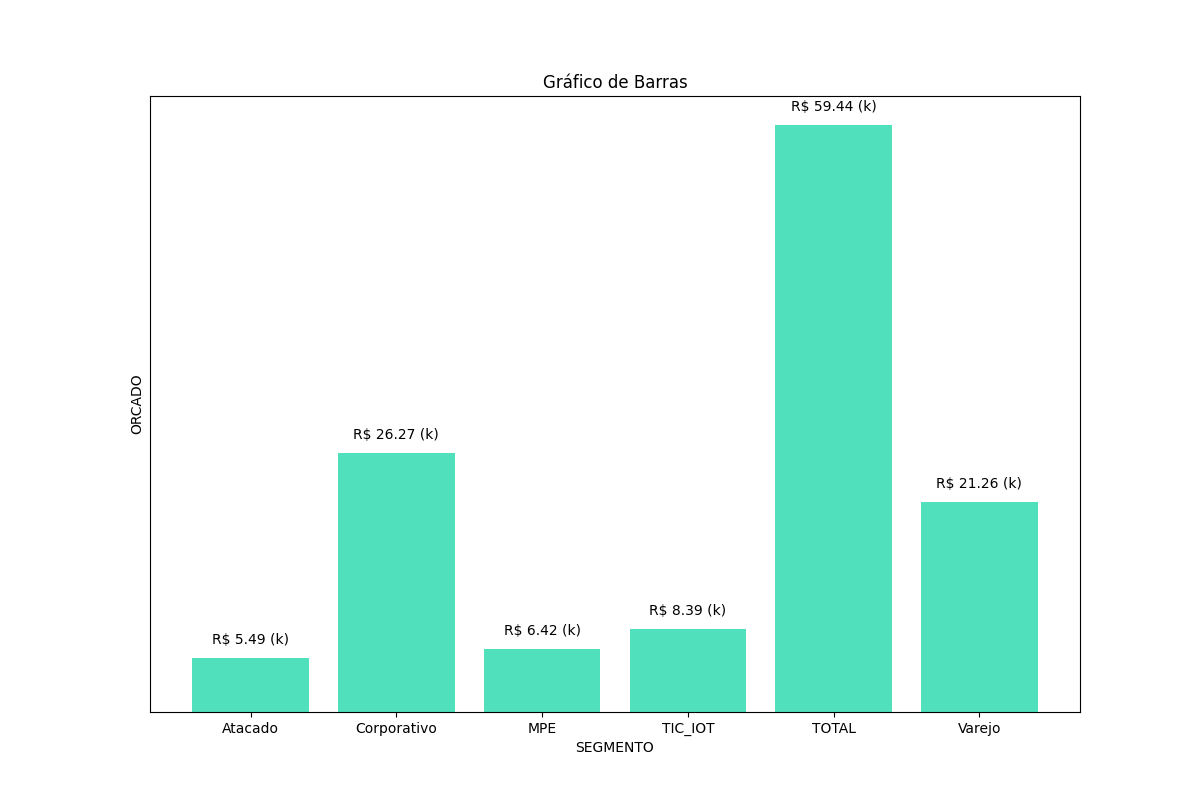 Gráfico de Barras
R$ 59.44 (k)
R$ 26.27 (k)
R$ 21.26 (k)
R$ 8.39 (k)
R$ 6.42 (k)
R$ 5.49 (k)
ORCADO
Atacado Corporativo MPE TIC_IOT TOTAL Varejo
SEGMENTO